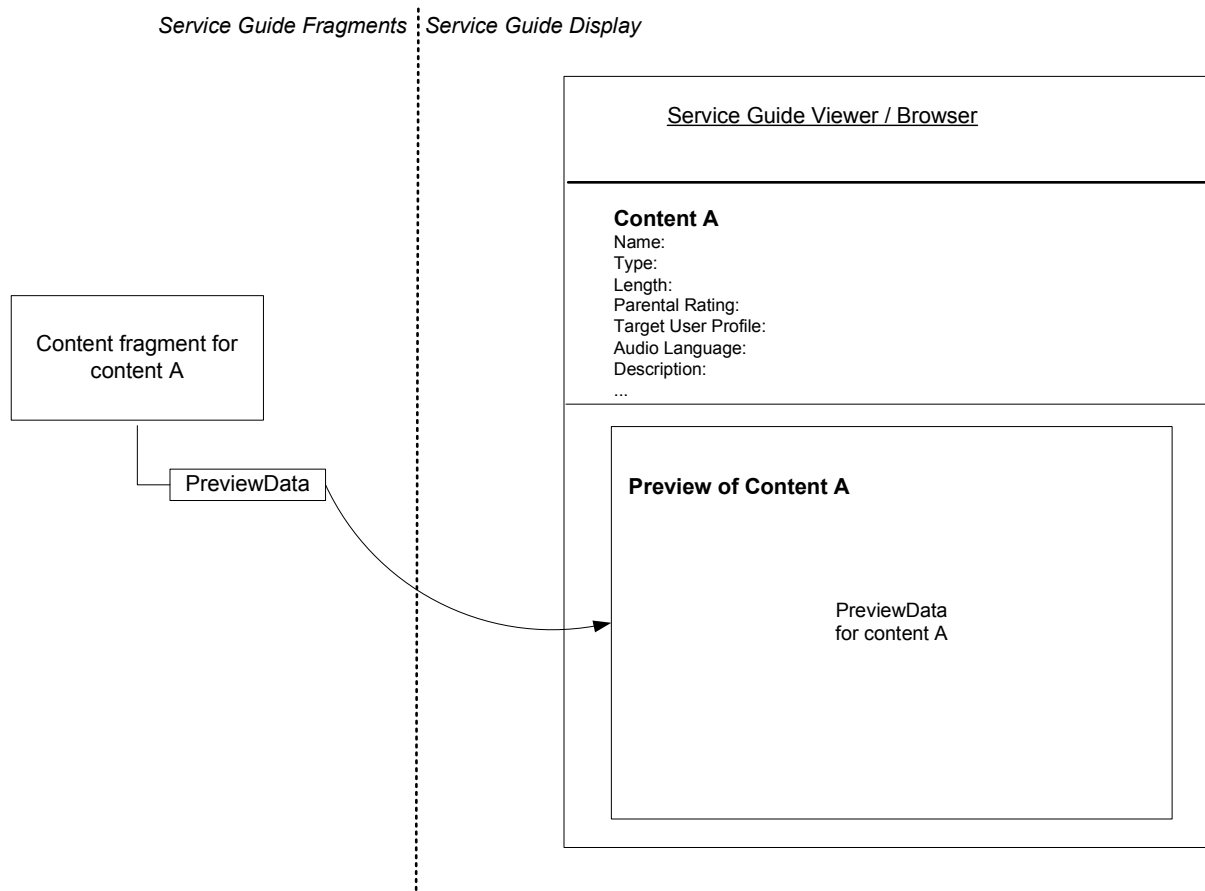 Service Guide Fragments
Service Guide Display
Service Guide Viewer / Browser
Content A
Name:
Type:
Length:
Parental Rating:
Target User Profile:
Audio Language:
Description:
...
Content fragment for
content A
PreviewData
Preview of Content A
PreviewData
for content A